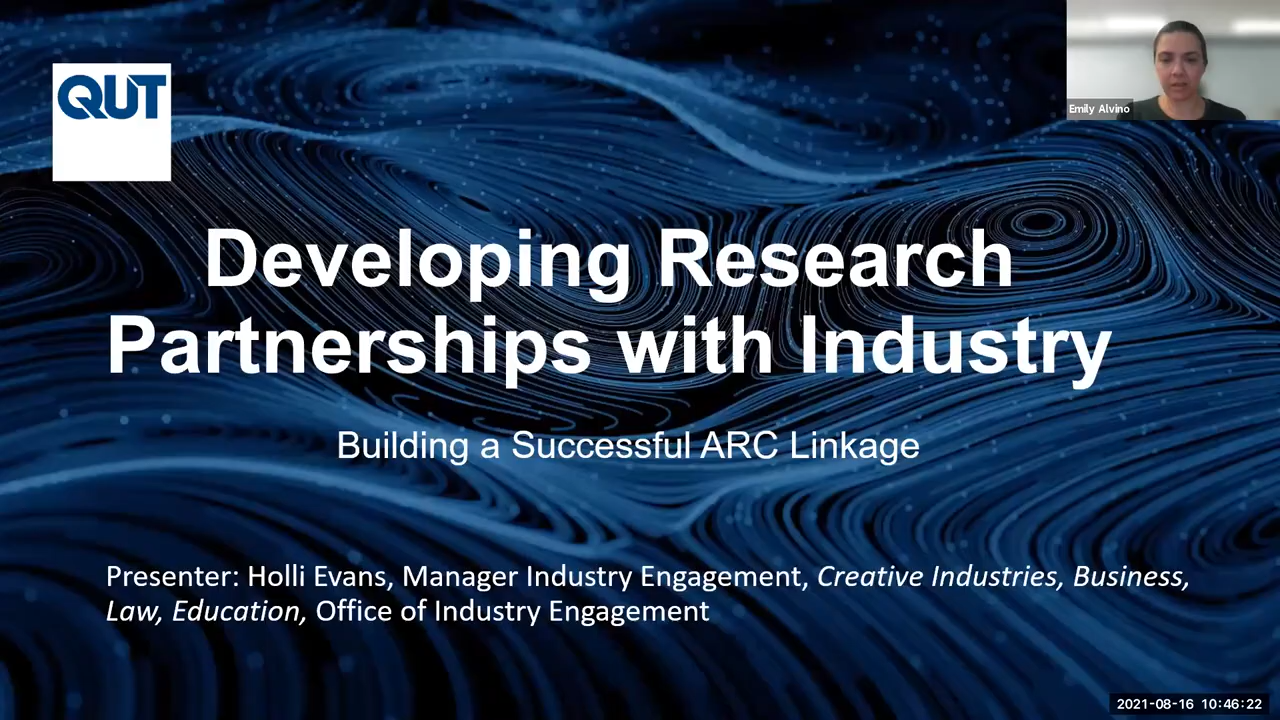 QUT
Emily Alvino
Developing Research
Partnerships with Industry
Building a Successful ARC Linkage
Presenter: Holli Evans, Manager Industry Engagement, Creative Industries, Business,
Law, Education, Office of Industry Engagement
2021-08-16 10:46:22